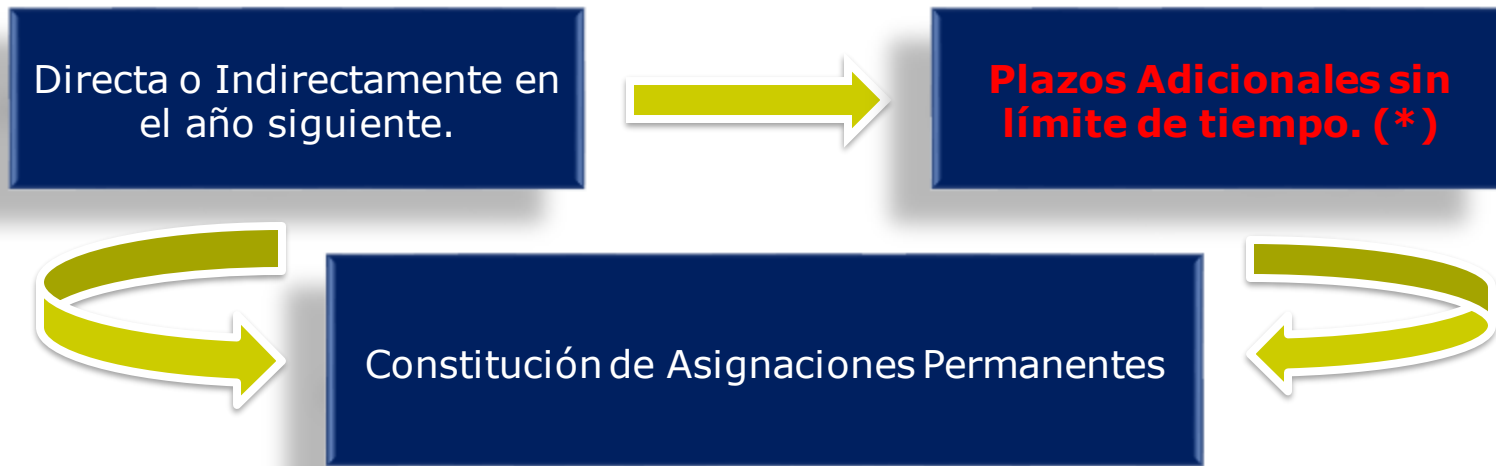 Directa o Indirectamente en
el año siguiente.
Plazos Adicionales sin
límite de tiempo. (*)
Constitución de Asignaciones Permanentes